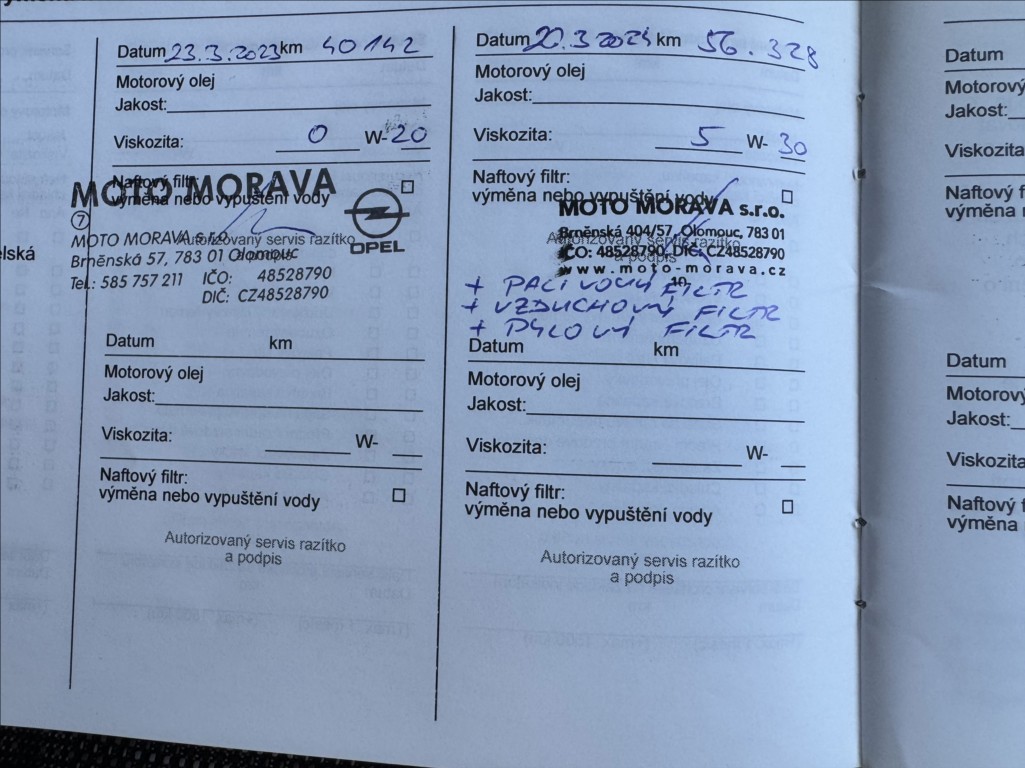 Datum 23.3.2023 km 40142
Motorový olej
Jakost:
Viskozita: 0 W- 20
Naftový filtr:
výměna nebo vypuštění vody
MOTO MORAVA
7
MOTO MORAVA s.r.o.
Autorizovaný servis razítko
a podpis
Brněnská 57, 783 01 Olomouc
Tel.: 585 757 211 IČO: 48528790
DIČ: CZ48528790
OPEL
Datum km
Motorový olej
Jakost:
Viskozita: W-
Naftový filtr:
výměna nebo vypuštění vody
Autorizovaný servis razítko
a podpis
Datum 20.3.2024 km 56.328
Motorový olej
Jakost:
Viskozita: 5 W- 30
Naftový filtr:
výměna nebo vypuštění vody
MOTO MORAVA s.r.o.
Brněnská 404/57, Olomouc, 783 01
Autorizovaný servis razítko
a podpis
IČO: 48528790, DIČ: CZ48528790
www.moto-morava.cz
10
+ PALIVOVÝ FILTR
+ VZDUCHOVÝ FILTR
+ PYLOVÝ FILTR
Datum km
Motorový olej
Jakost:
Viskozita: W-
Naftový filtr:
výměna nebo vypuštění vody
Autorizovaný servis razítko
a podpis
elská
Datum
Motorový
Jakost:
Viskozita
Naftový f
výměna
Datum
Motorový
Jakost:
Viskozita
Naftový f
výměna